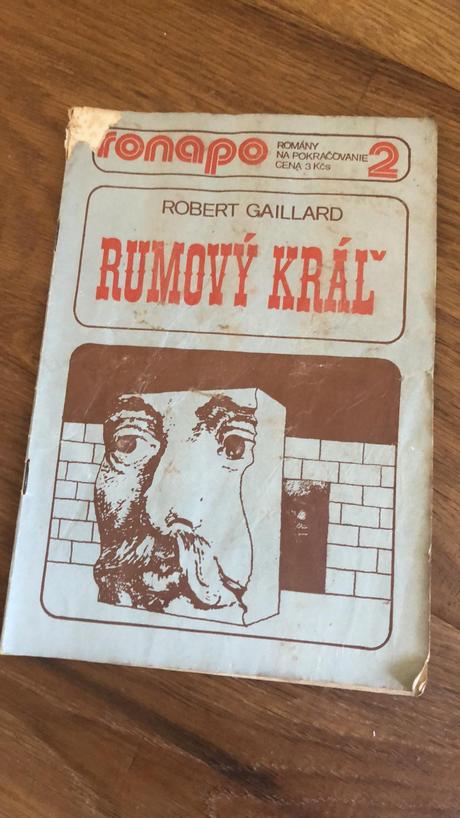 ronapo
ROMÁNY
NA POKRAČOVANIE
CENA 3 Kčs
2
ROBERT GAILLARD
RUMOVÝ KRÁĽ